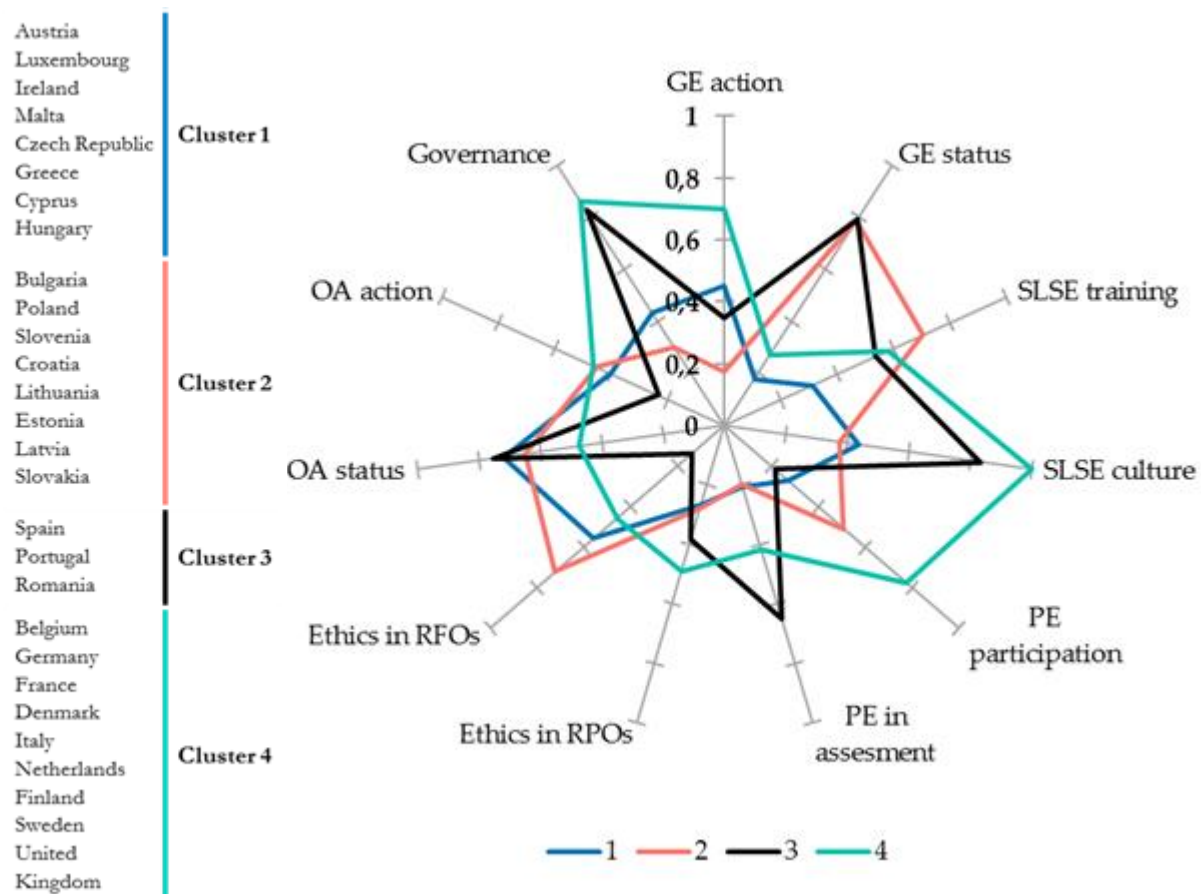 Austria
Luxembourg
Ireland
Malta
Czech Republic
Greece
Cyprus
Hungary
Cluster 1
Bulgaria
Poland
Slovenia
Croatia
Lithuania
Estonia
Latvia
Slovakia
Cluster 2
Spain
Portugal
Romania
Cluster 3
Belgium
Germany
France
Denmark
Italy
Netherlands
Finland
Sweden
United
Kingdom
Cluster 4
GE action
GE status
SLSE training
SLSE culture
PE
participation
PE in
assesment
Ethics in RPOs
Ethics in RFOs
OA status
OA action
Governance
1
0,8
0,6
0,4
0,2
0
1 2 3 4